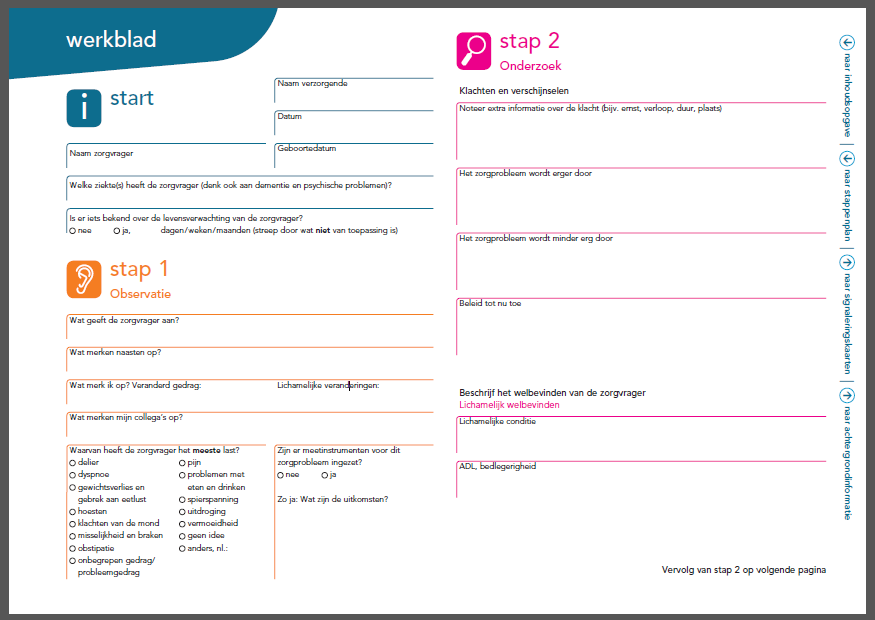 werkblad
start
Naam verzorgende
Datum
Naam zorgvrager
Geboortedatum
Welke ziekte(s) heeft de zorgvrager (denk ook aan dementie en psychische problemen)?
Is er iets bekend over de levensverwachting van de zorgvrager?
nee ja, dagen/weken/maanden (streep door wat niet van toepassing is)
stap 1
Observatie
Wat geeft de zorgvrager aan?
Wat merken naasten op?
Wat merk ik op? Veranderd gedrag: Lichamelijke veranderingen:
Wat merken mijn collega's op?
Waarvan heeft de zorgvrager het meeste last?
delier
dyspnoe
gewichtsverlies en
gebrek aan eetlust
hoesten
klachten van de mond
misselijkheid en braken
obstipatie
onbegrepen gedrag/
probleemgedrag
pijn
problemen met
eten en drinken
spierspanning
uitdroging
vermoeidheid
geen idee
anders, nl.:
Zijn er meetinstrumenten voor dit
zorgprobleem ingezet?
nee ja
Zo ja: Wat zijn de uitkomsten?
stap 2
Onderzoek
Klachten en verschijnselen
Noteer extra informatie over de klacht (bijv. ernst, verloop, duur, plaats)
Het zorgprobleem wordt erger door
Het zorgprobleem wordt minder erg door
Beleid tot nu toe
Beschrijf het welbevinden van de zorgvrager
Lichamelijk welbevinden
Lichamelijke conditie
ADL, bedlegerigheid
Vervolg van stap 2 op volgende pagina
naar inhoudsopgave
naar stappenplan
naar signaleringskaarten
naar achtergrondinformatie